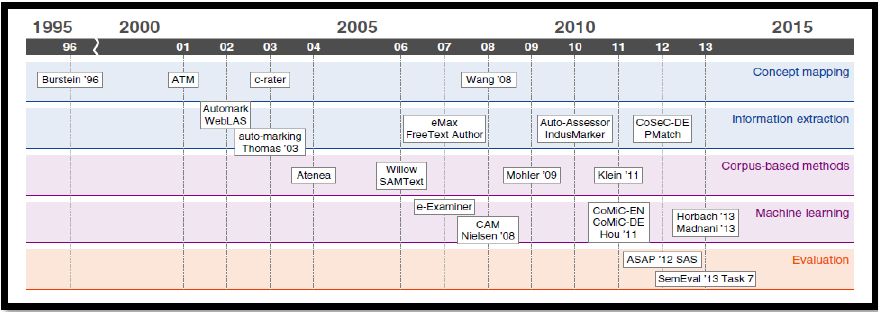 1995 2000 2005 2010 2015
96 01 02 03 04 06 07 08 09 10 11 12 13
Burstein '96 ATM c-rater Wang '08 Concept mapping
Automark
WebLAS
auto-marking
Thomas '03
eMax
FreeText Author
Auto-Assessor
IndusMarker
CoSeC-DE
PMatch
Information extraction
Atenea
Willow
SAMText
Mohler '09 Klein '11 Corpus-based methods
e-Examiner
CAM
Nielsen '08
CoMiC-EN
CoMiC-DE
Hou '11
Horbach '13
Madnani '13
Machine learning
ASAP '12 SAS Evaluation
SemEval '13 Task 7